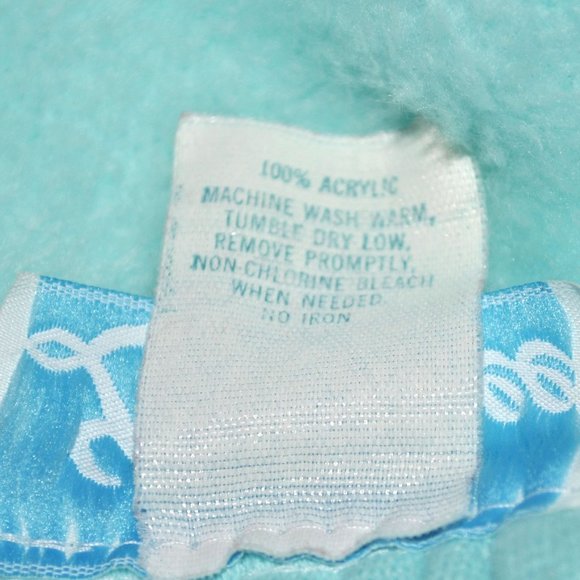 100% ACRYLIC
MACHINE WASH WARM,
TUMBLE DRY LOW,
REMOVE PROMPTLY,
NON-CHLORINE BLEACH
WHEN NEEDED
NO IRON